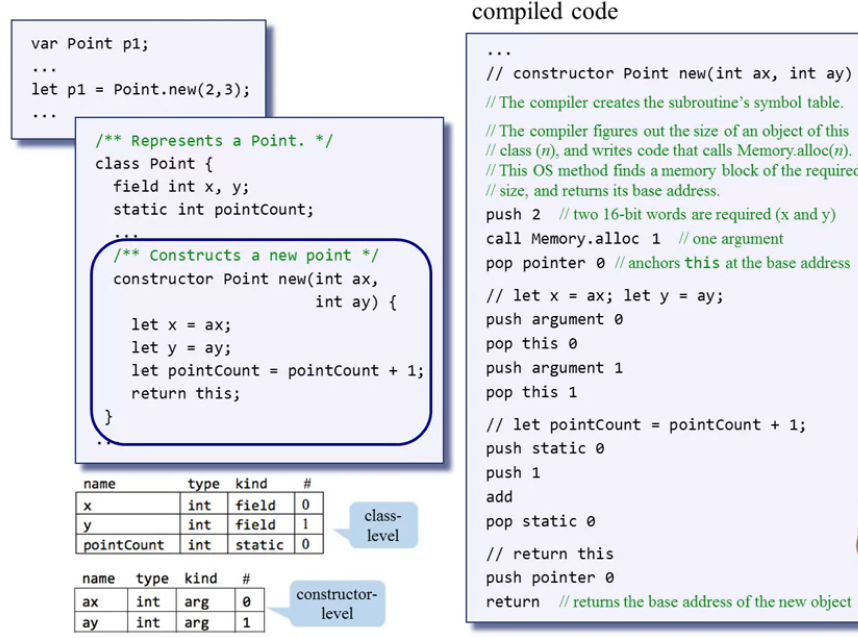 compiled code
var Point p1;
...
let p1 = Point.new(2,3);
...
/** Represents a Point. */
class Point {
field int x, y;
static int pointCount;
...
/** Constructs a new point */
constructor Point new(int ax,
int ay) {
let x = ax;
let y = ay;
let pointCount = pointCount + 1;
return this;
}
...
name type kind #
x int field 0
y int field 1
pointCount int static 0
class-
level
name type kind #
ax int arg 0
ay int arg 1
constructor-
level
...
// constructor Point new(int ax, int ay)
// The compiler creates the subroutine's symbol table.
// The compiler figures out the size of an object of this
// class (n), and writes code that calls Memory.alloc(n).
// This OS method finds a memory block of the required
// size, and returns its base address.
push 2 // two 16-bit words are required (x and y)
call Memory.alloc 1 // one argument
pop pointer 0 // anchors this at the base address
// let x = ax; let y = ay;
push argument 0
pop this 0
push argument 1
pop this 1
// let pointCount = pointCount + 1;
push static 0
push 1
add
pop static 0
// return this
push pointer 0
return // returns the base address of the new object